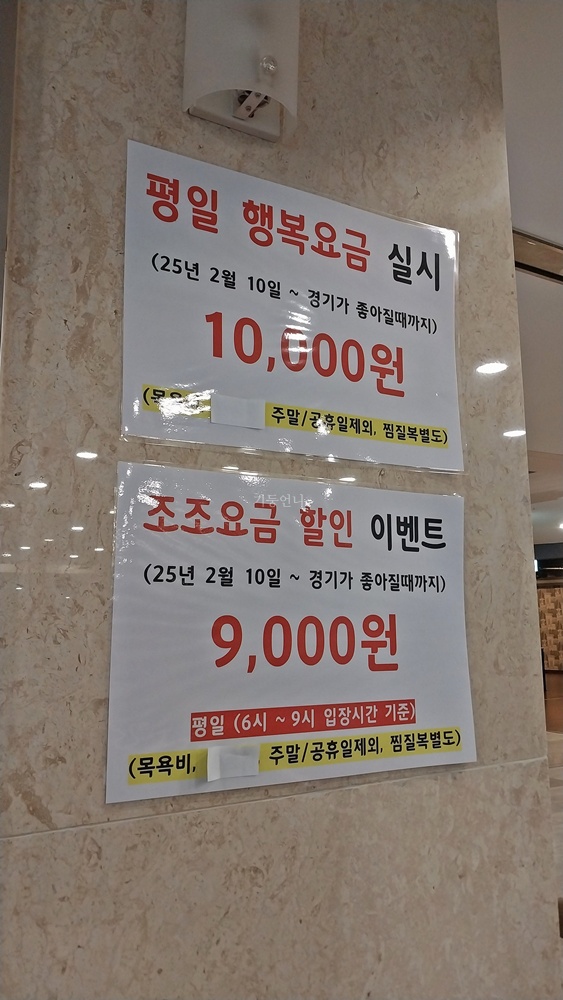 평일 행복요금 실시
(25년 2월 10일 ~ 경기가 좋아질때까지)
10,000원
(목욕비, 주말/공휴일제외, 찜질복별도)
조조요금 할인 이벤트
(25년 2월 10일 ~ 경기가 좋아질때까지)
9,000원
평일 (6시 ~ 9시 입장시간 기준)
(목욕비, , 주말/공휴일제외, 찜질복별도)